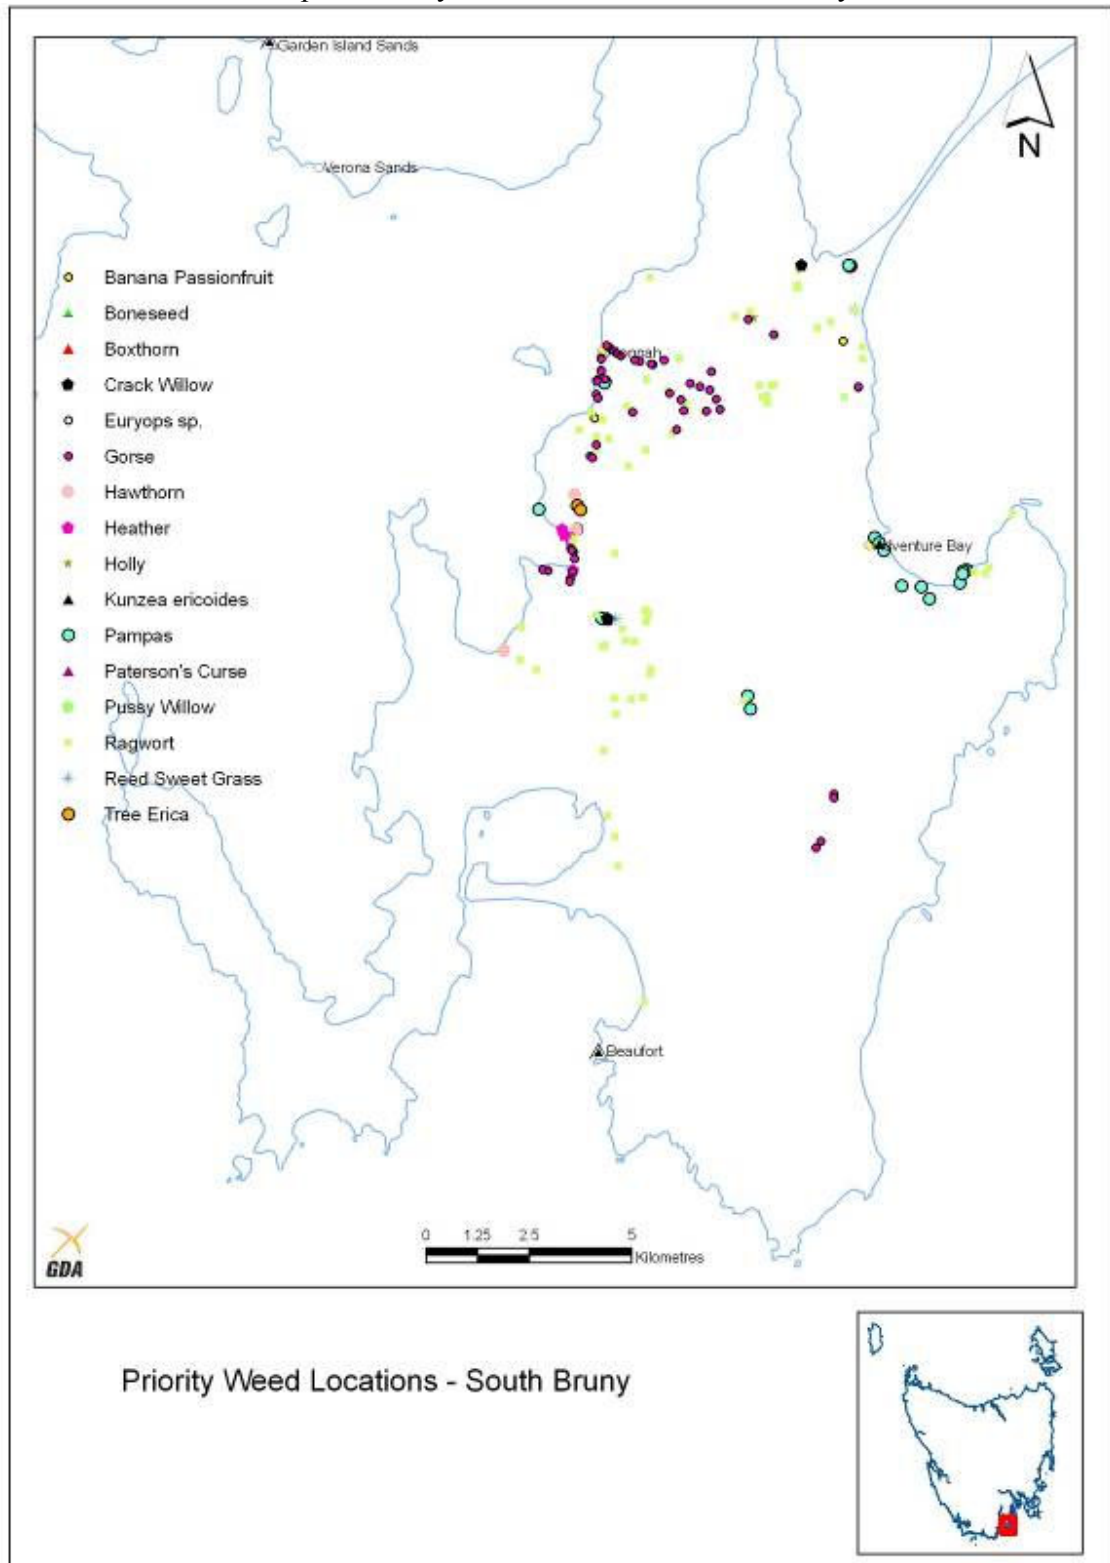 Garden Island Sands
Verona Sands
N
Banana Passionfruit
Boneseed
Boxthorn
Crack Willow
Euryops sp.
Gorse
Hawthorn
Heather
Holly
Kunzea ericoides
Pampas
Paterson's Curse
Pussy Willow
Ragwort
Reed Sweet Grass
Tree Erica
Adventure Bay
Beaufort
0 1.25 2.5 5
Kilometres
GDA
Priority Weed Locations - South Bruny